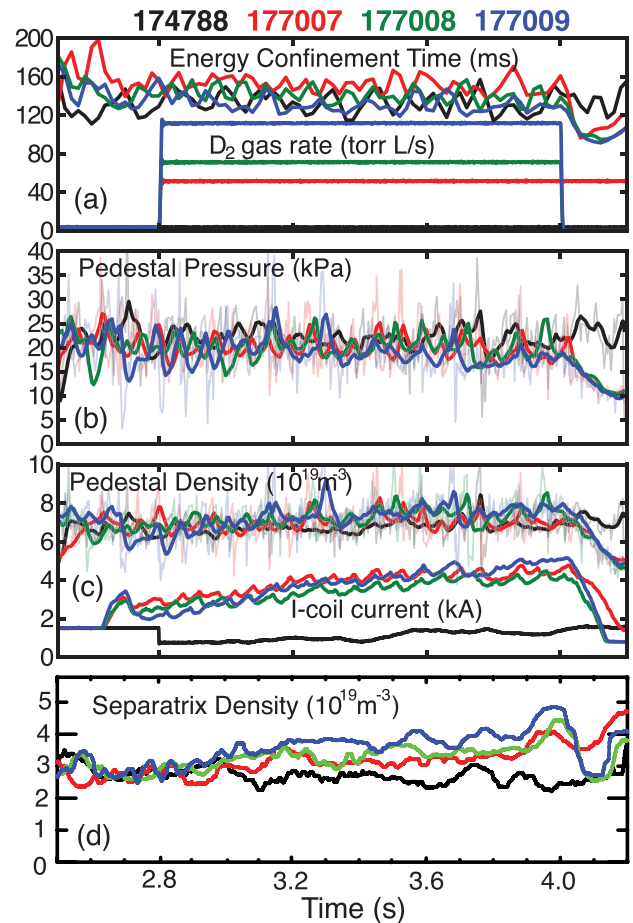 174788 177007 177008 177009
200
160
120
80
40
0
Energy Confinement Time (ms)
D2 gas rate (torr L/s)
(a)
40
35
30
25
20
15
10
5
0
Pedestal Pressure (kPa)
(b)
10
8
6
4
2
0
Pedestal Density (10^19m^-3)
I-coil current (kA)
(c)
5
4
3
2
1
0
Separatrix Density (10^19m^-3)
(d)
2.8 3.2 3.6 4.0
Time (s)